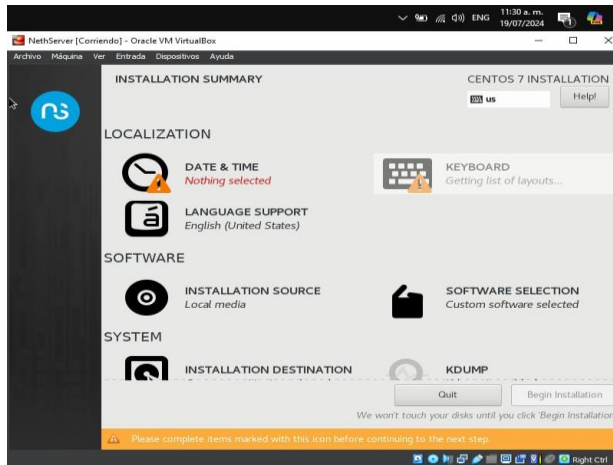 11:30 a. m.
ENG
19/07/2024
NethServer [Corriendo] - Oracle VM VirtualBox
Archivo Máquina Ver Entrada Dispositivos Ayuda
INSTALLATION SUMMARY
CENTOS 7 INSTALLATION
us
Help!
ns
LOCALIZATION
DATE & TIME
Nothing selected
KEYBOARD
Getting list of layouts...
á
LANGUAGE SUPPORT
English (United States)
SOFTWARE
INSTALLATION SOURCE
Local media
SOFTWARE SELECTION
Custom software selected
SYSTEM
INSTALLATION DESTINATION
KDUMP
Quit
Begin Installation
We won't touch your disks until you click 'Begin Installation
Please complete items marked with this icon before continuing to the next step.
Right Ctrl